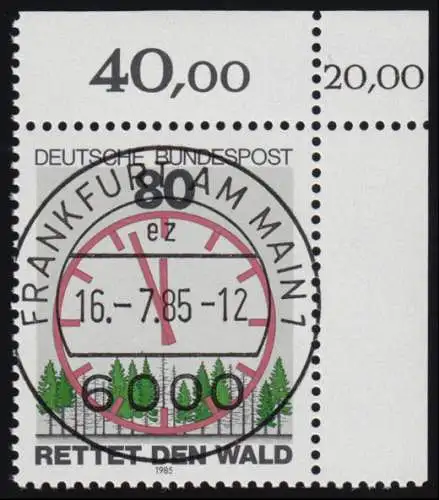 40,00
20,00
DEUTSCHE BUNDESPOST
80
FRANKFURT AM MAIN 1
ez
16.-7.85-12
6000
RETTET DEN WALD
1985